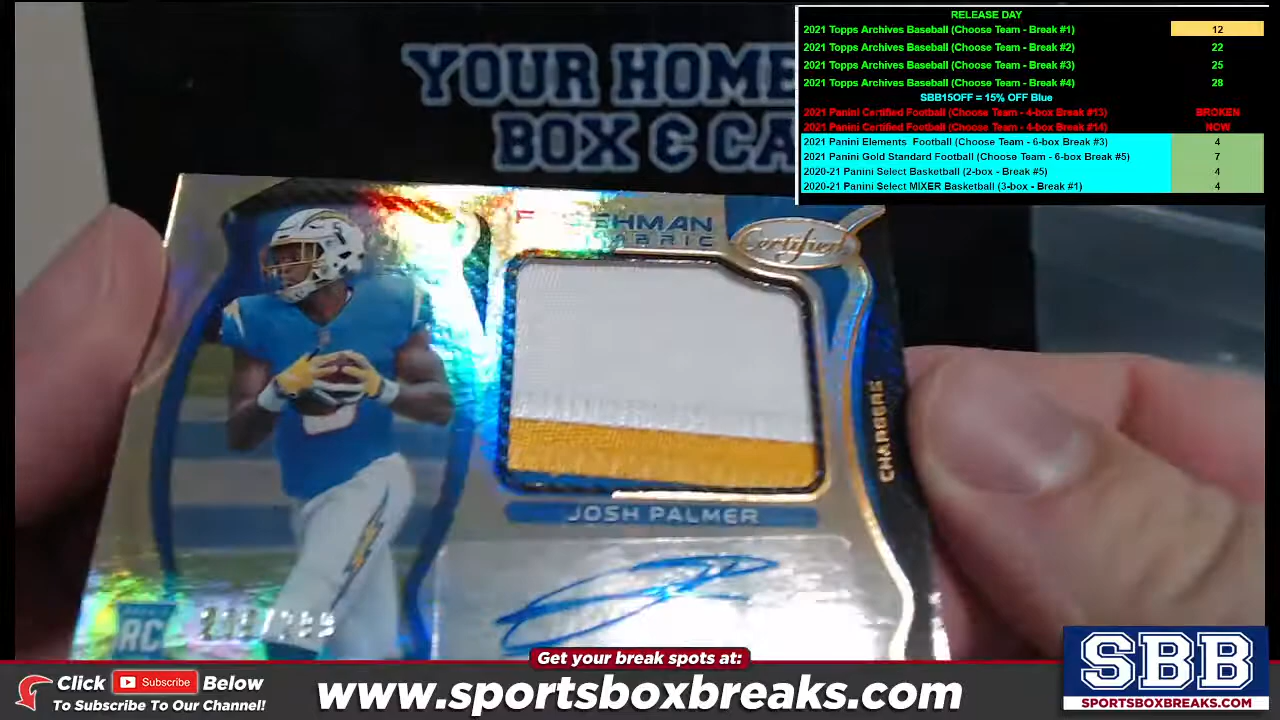 YOUR HOME
BOX & CA
RELEASE DAY
2021 Topps Archives Baseball (Choose Team - Break #1) 12
2021 Topps Archives Baseball (Choose Team - Break #2) 22
2021 Topps Archives Baseball (Choose Team - Break #3) 25
2021 Topps Archives Baseball (Choose Team - Break #4) 28
SBB15OFF = 15% OFF Blue
2021 Panini Certified Football (Choose Team - 4-box Break #13) BROKEN
2021 Panini Certified Football (Choose Team - 4-box Break #14) NOW
2021 Panini Elements Football (Choose Team - 6-box Break #3) 4
2021 Panini Gold Standard Football (Choose Team - 6-box Break #5) 7
2020-21 Panini Select Basketball (2-box - Break #5) 4
2020-21 Panini Select MIXER Basketball (3-box - Break #1) 4
Certified
CHARGERS
JOSH PALMER
RC
Get your break spots at:
Click Subscribe Below
To Subscribe To Our Channel!
www.sportsboxbreaks.com
SBB
SPORTSBOXBREAKS.COM